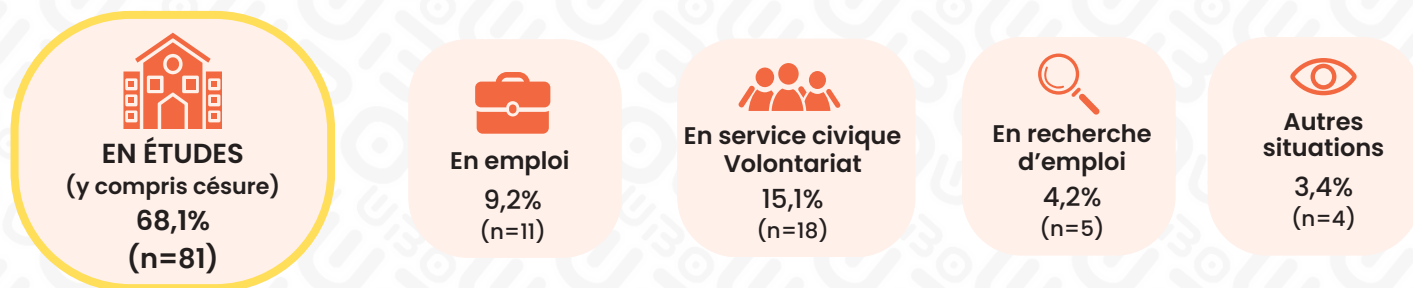 EN ÉTUDES
(y compris césure)
68,1%
(n=81)
En emploi
9,2%
(n=11)
En service civique
Volontariat
15,1%
(n=18)
En recherche
d’emploi
4,2%
(n=5)
Autres
situations
3,4%
(n=4)